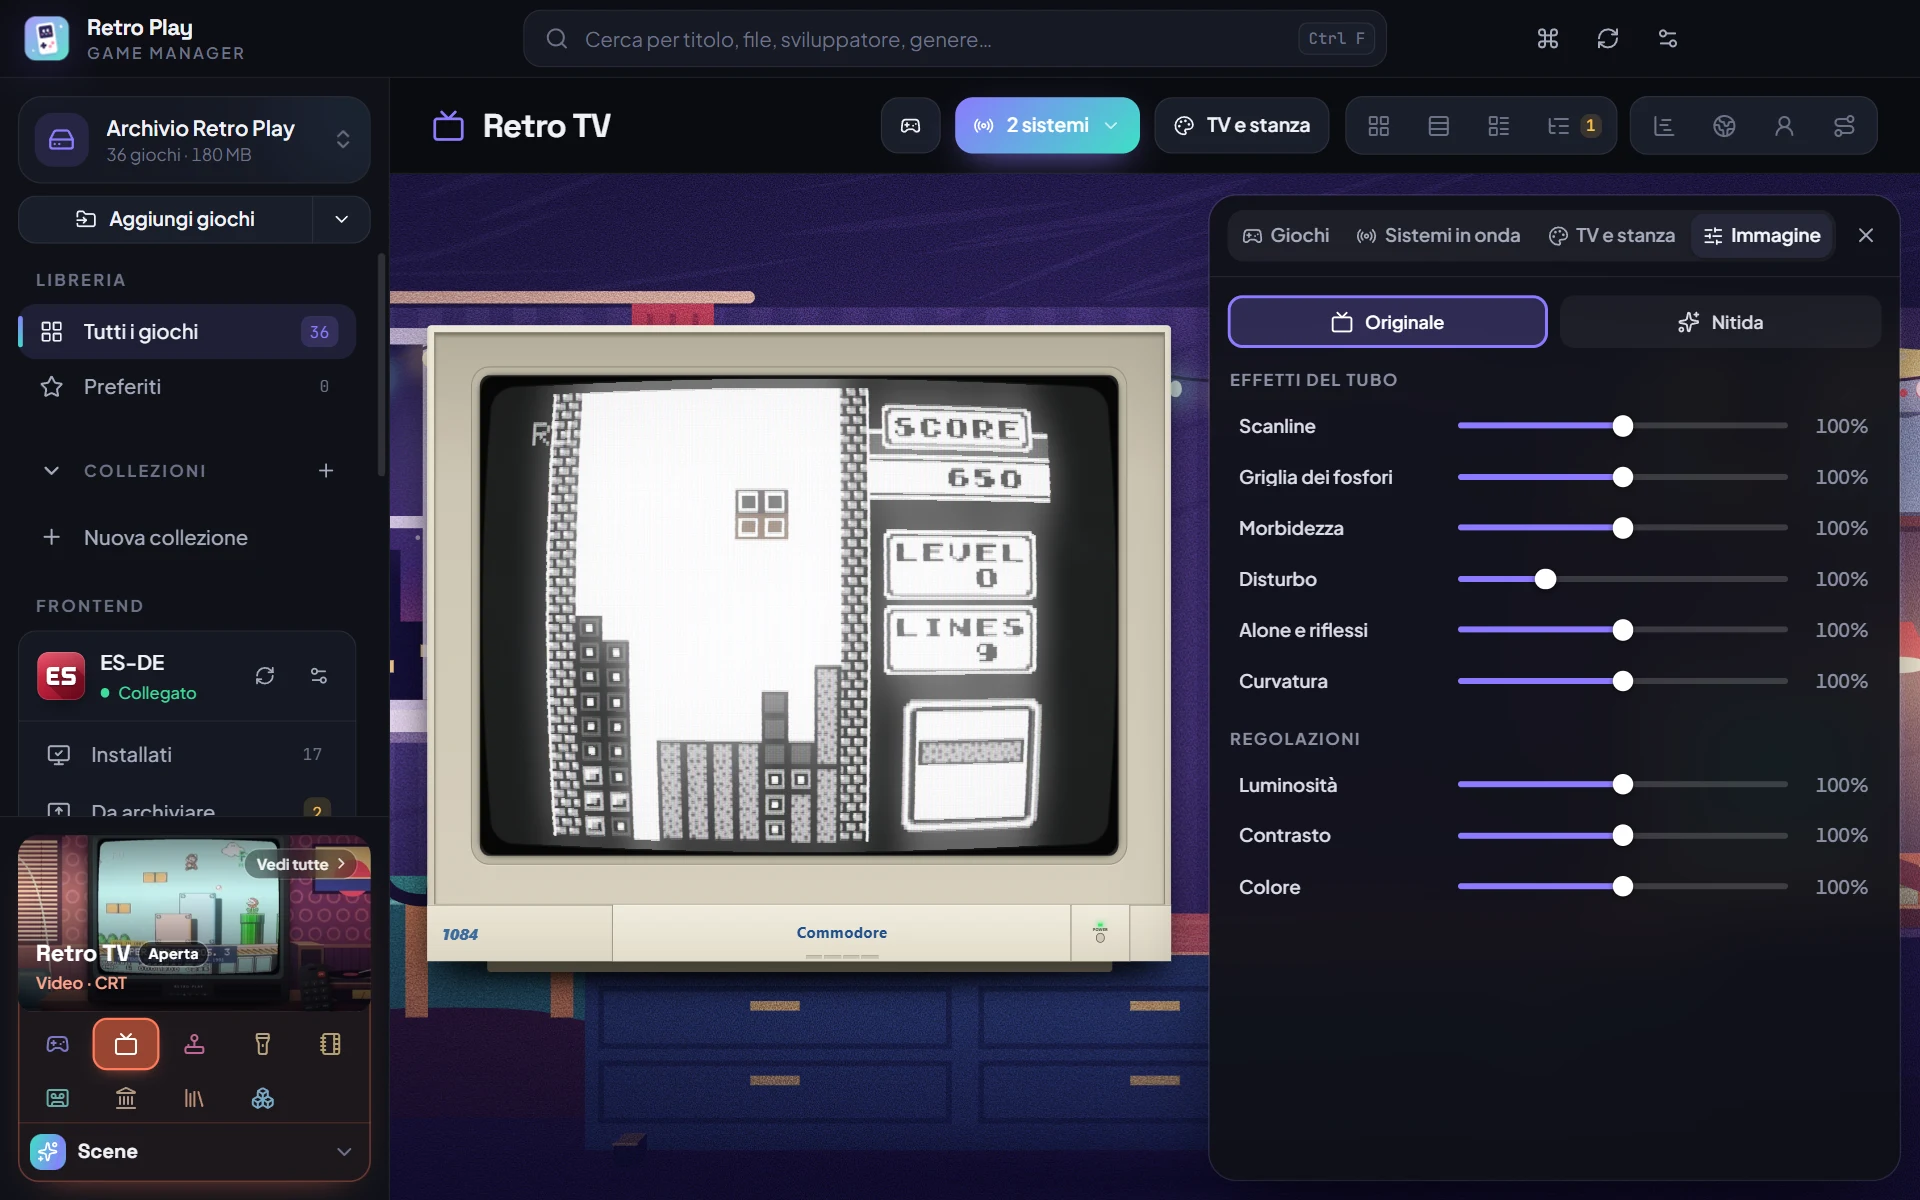 Retro Play
GAME MANAGER
Cerca per titolo, file, sviluppatore, genere...
Ctrl F
Archivio Retro Play
36 giochi · 180 MB
Aggiungi giochi
LIBRERIA
Tutti i giochi
36
Preferiti
0
COLLEZIONI
Nuova collezione
FRONTEND
ES
ES-DE
Collegato
Installati
17
Da archiviare
2
Vedi tutte
Retro TV
Aperta
Video · CRT
Scene
Retro TV
2 sistemi
TV e stanza
1
SCORE
650
LEVEL
0
LINES
9
1084
Commodore
POWER
Giochi
Sistemi in onda
TV e stanza
Immagine
Originale
Nitida
EFFETTI DEL TUBO
Scanline
100%
Griglia dei fosfori
100%
Morbidezza
100%
Disturbo
100%
Alone e riflessi
100%
Curvatura
100%
REGOLAZIONI
Luminosità
100%
Contrasto
100%
Colore
100%